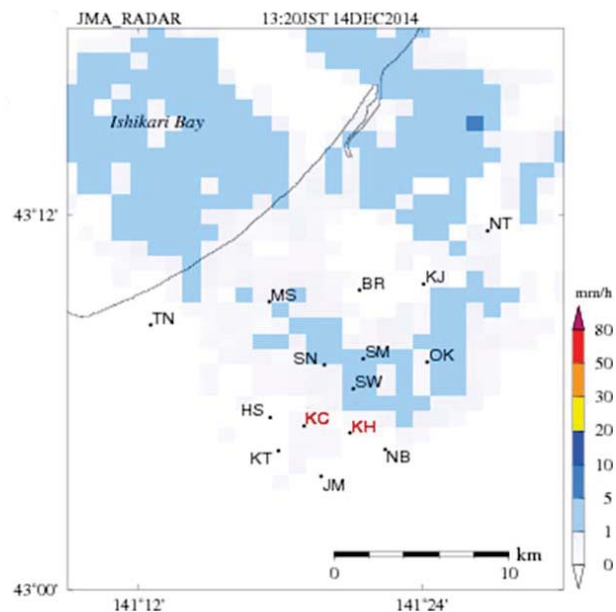 JMA_RADAR 13:20JST 14DEC2014
Ishikari Bay
43°12'
NT
KJ
BR
MS
TN
mm/h
80
50
30
20
10
5
1
0
SN
SM
OK
SW
HS
KC
KH
KT
NB
JM
km
0 10
43°00'
141°12' 141°24'